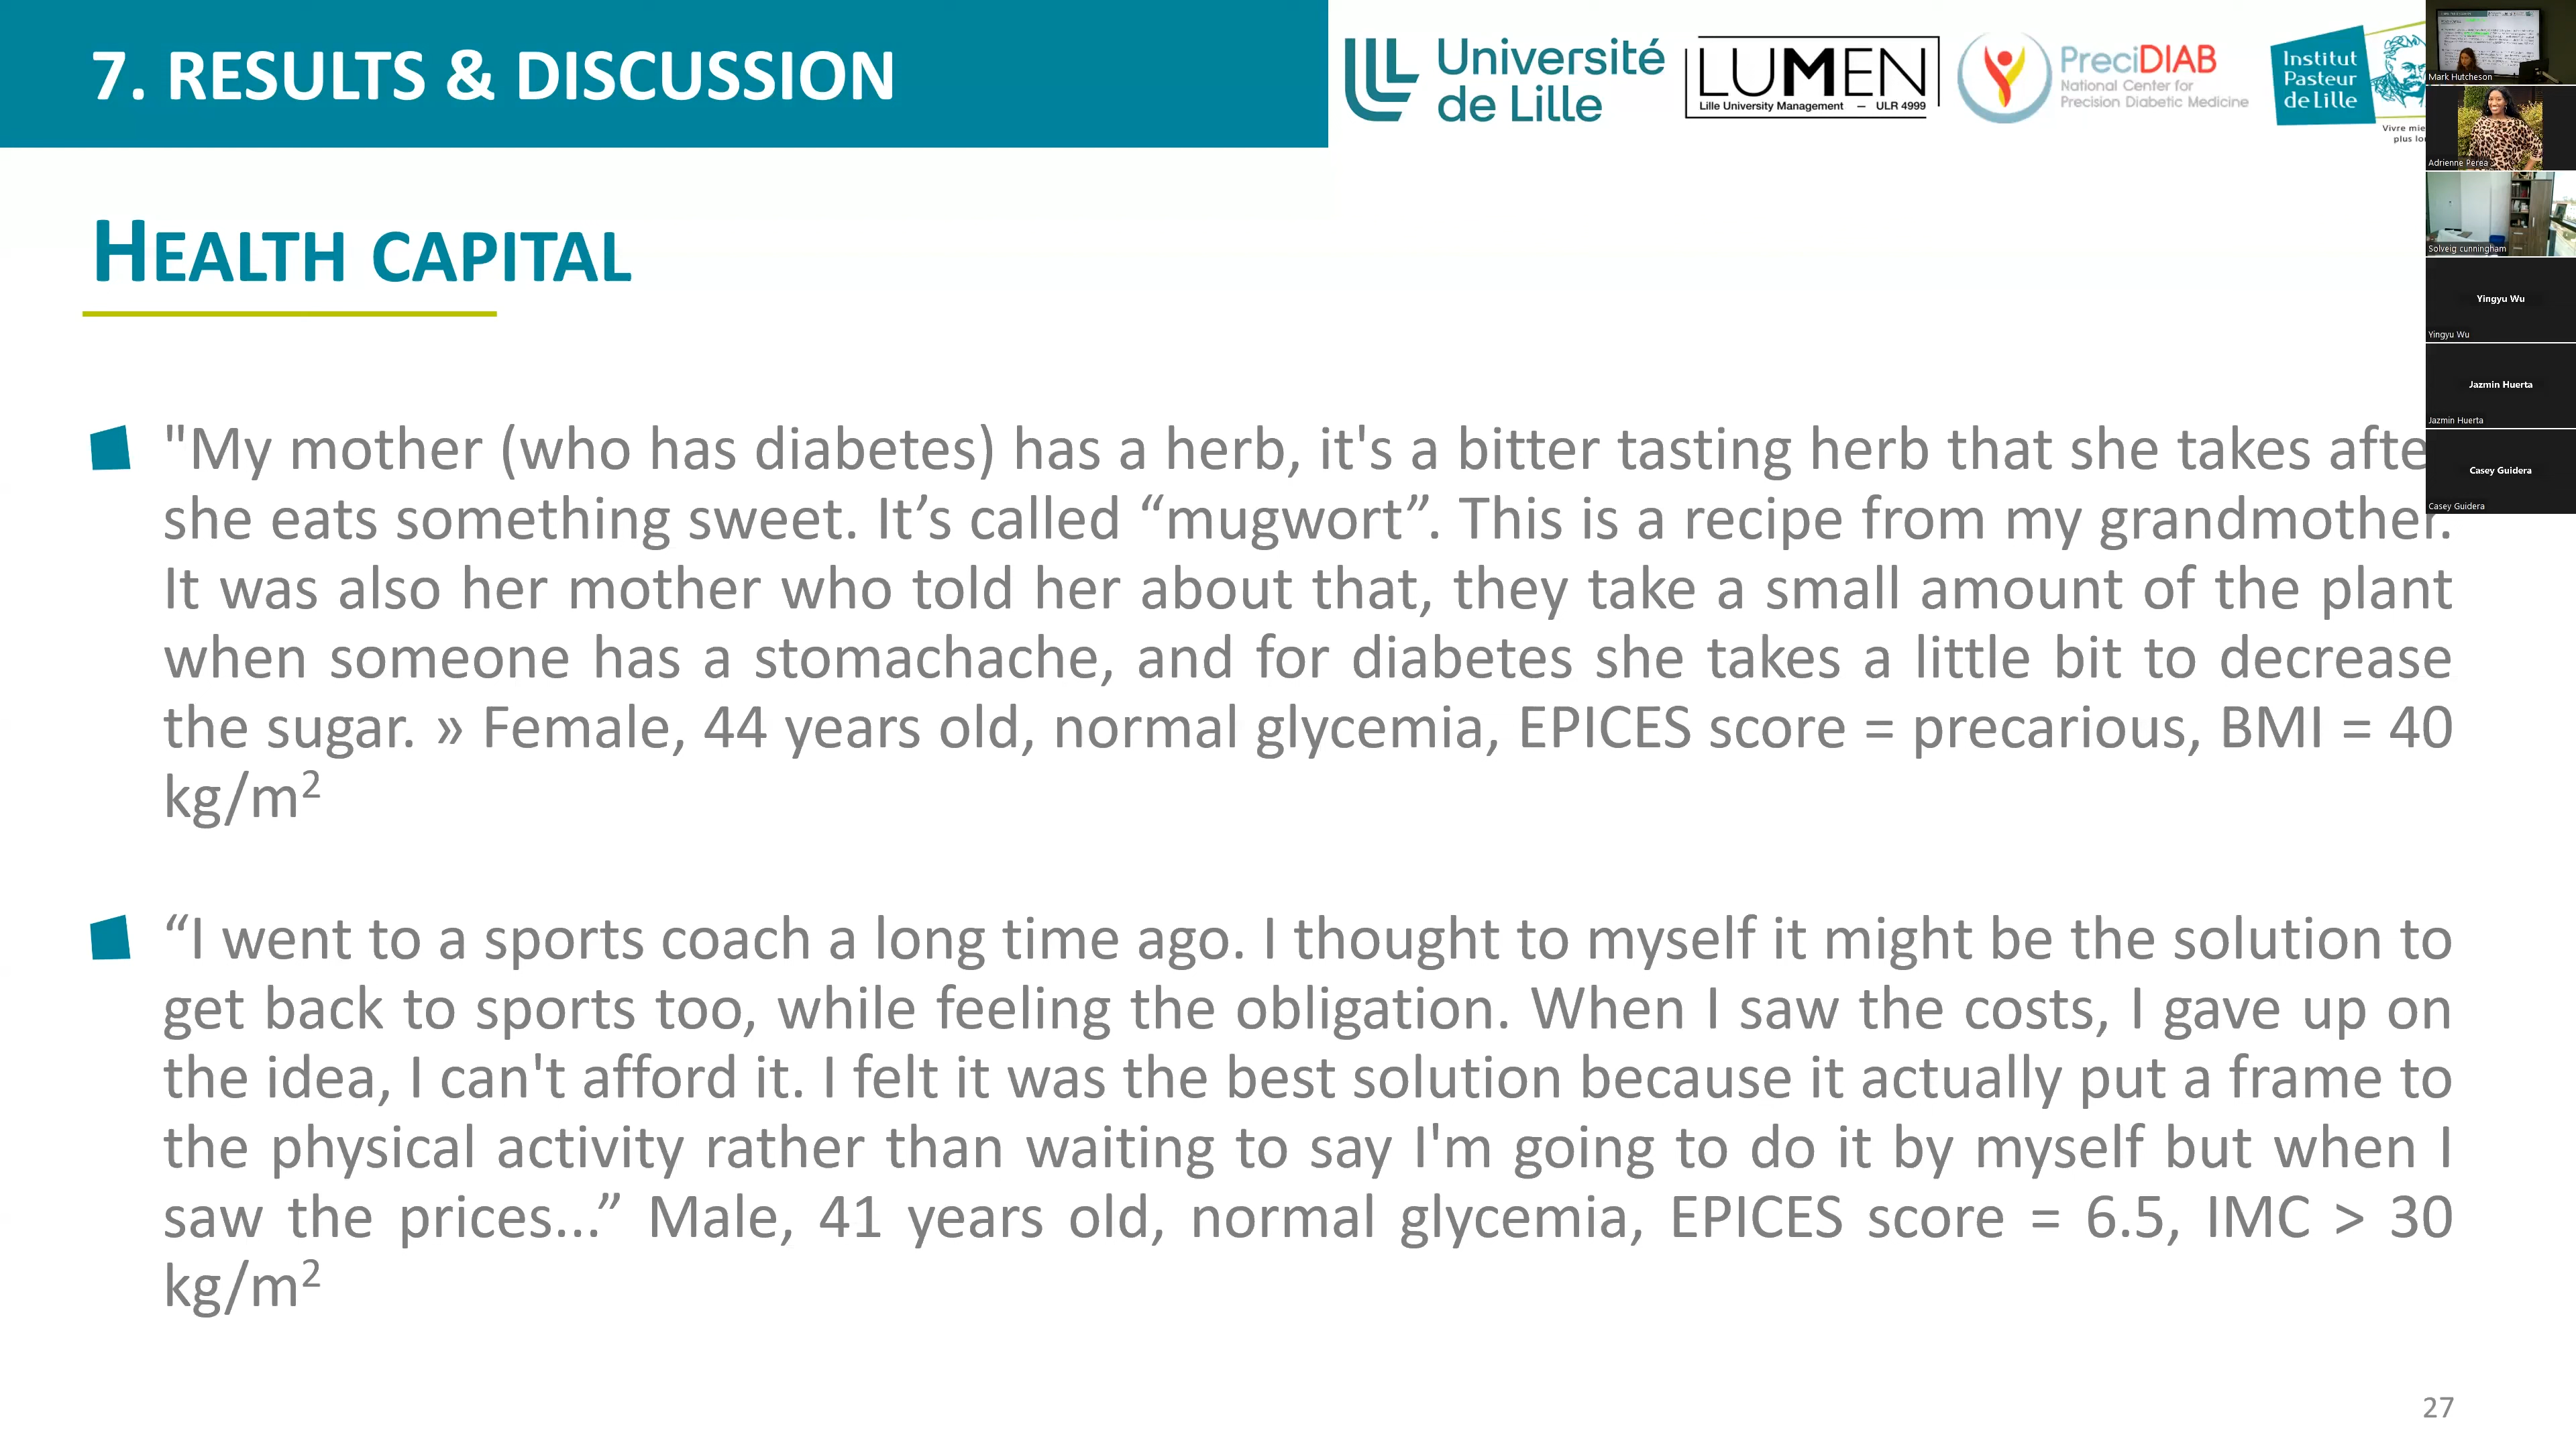 7. RESULTS & DISCUSSION
Université
de Lille
LUMEN
Lille University Management — ULR 4999
PreciDIAB
National Center for
Precision Diabetic Medicine
Institut
Pasteur
de Lille
Vivre mie
plus lo
HEALTH CAPITAL
"My mother (who has diabetes) has a herb, it's a bitter tasting herb that she takes afte
she eats something sweet. It’s called “mugwort”. This is a recipe from my grandmother.
It was also her mother who told her about that, they take a small amount of the plant
when someone has a stomachache, and for diabetes she takes a little bit to decrease
the sugar. » Female, 44 years old, normal glycemia, EPICES score = precarious, BMI = 40
kg/m²
“I went to a sports coach a long time ago. I thought to myself it might be the solution to
get back to sports too, while feeling the obligation. When I saw the costs, I gave up on
the idea, I can't afford it. I felt it was the best solution because it actually put a frame to
the physical activity rather than waiting to say I'm going to do it by myself but when I
saw the prices...” Male, 41 years old, normal glycemia, EPICES score = 6.5, IMC > 30
kg/m²
27
Mark Hutcheson
Adrienne Perea
Solveig cunningham
Yingyu Wu
Yingyu Wu
Jazmin Huerta
Jazmin Huerta
Casey Guidera
Casey Guidera